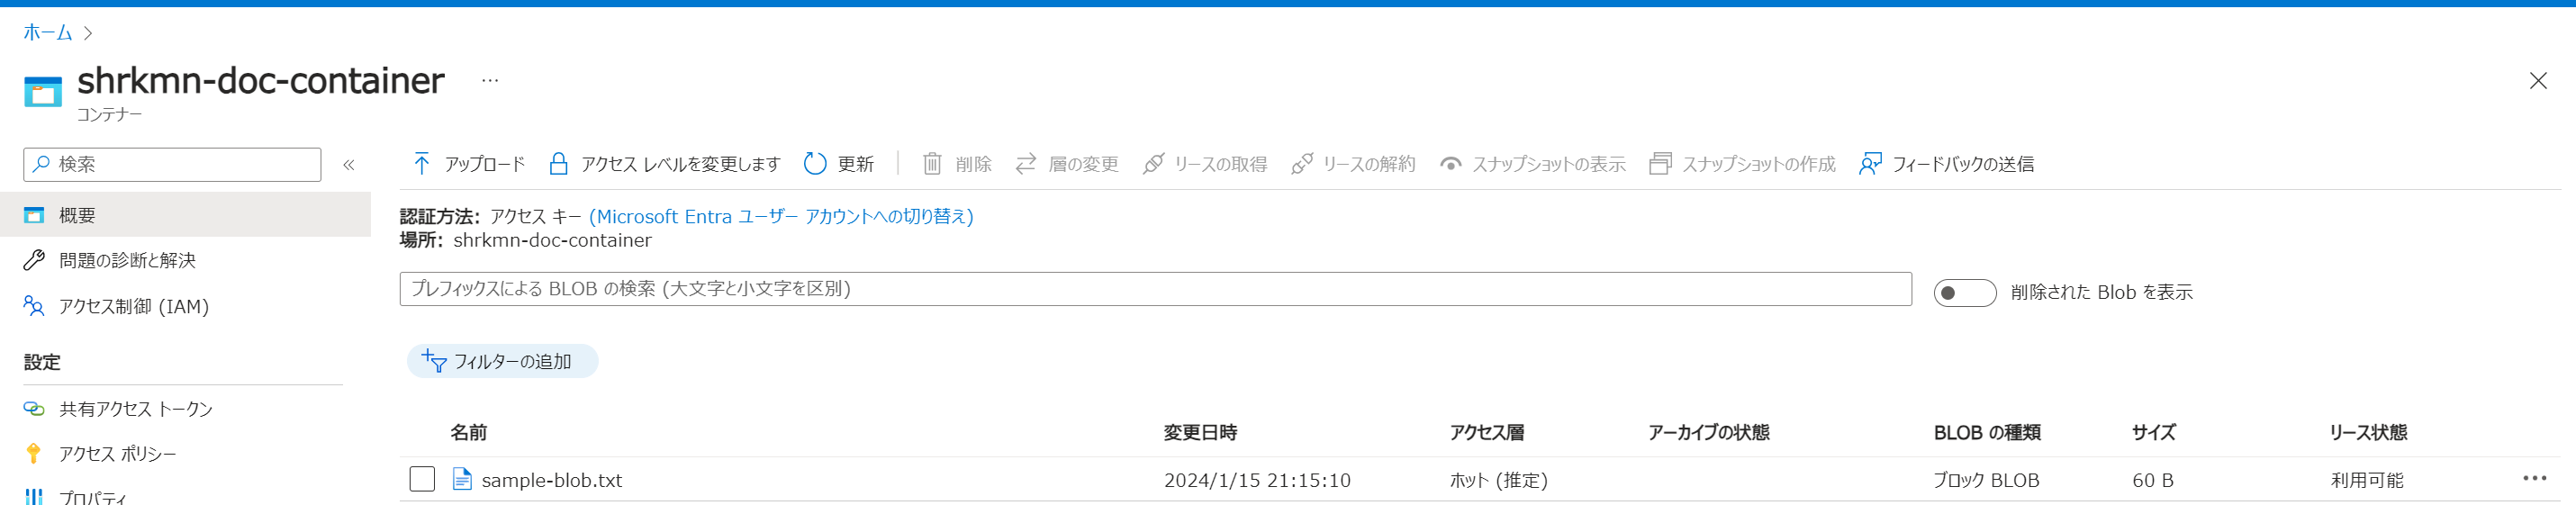 ホーム
shrkmn-doc-container ...
コンテナー
検索
アップロード アクセス レベルを変更します 更新 削除 層の変更 リースの取得 リースの解約 スナップショットの表示 スナップショットの作成 フィードバックの送信
概要
問題の診断と解決
アクセス制御 (IAM)
設定
共有アクセス トークン
アクセス ポリシー
プロパティ
認証方法: アクセス キー (Microsoft Entra ユーザー アカウントへの切り替え)
場所: shrkmn-doc-container
プレフィックスによる BLOB の検索 (大文字と小文字を区別)
削除された Blob を表示
フィルターの追加
名前 変更日時 アクセス層 アーカイブの状態 BLOB の種類 サイズ リース状態
sample-blob.txt 2024/1/15 21:15:10 ホット (推定) ブロック BLOB 60 B 利用可能